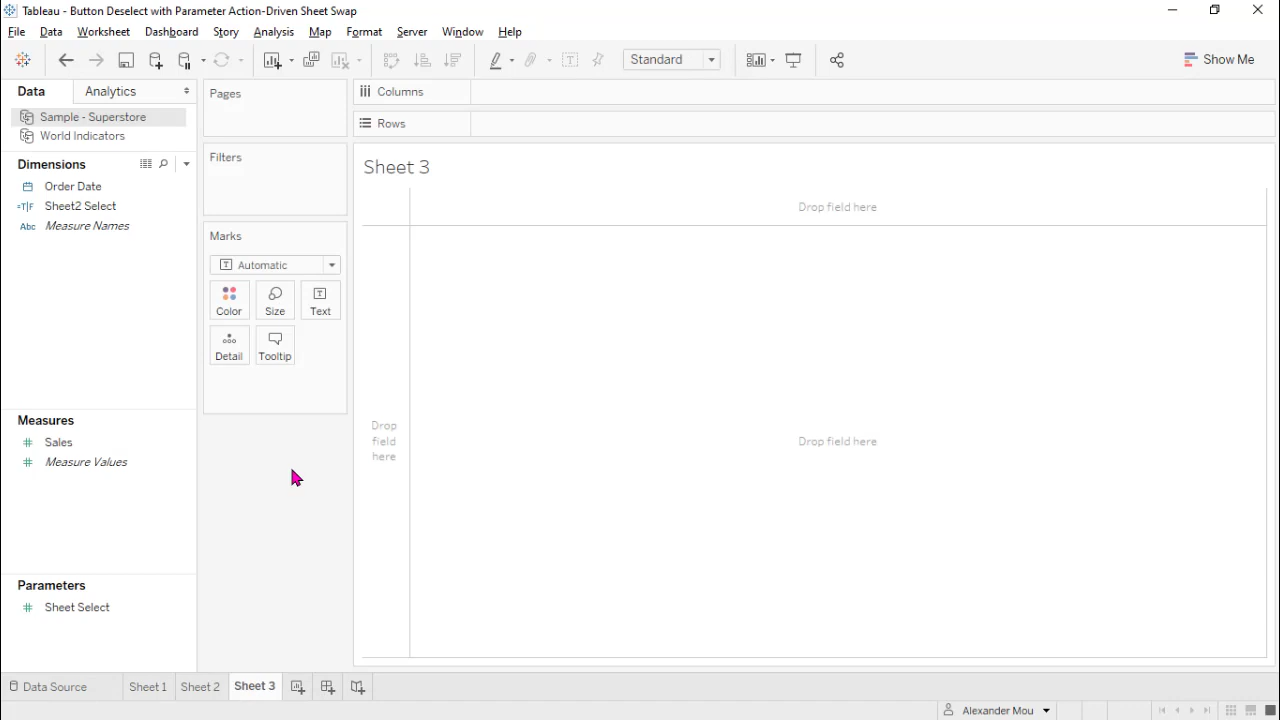 Tableau - Button Deselect with Parameter Action-Driven Sheet Swap
File Data Worksheet Dashboard Story Analysis Map Format Server Window Help
Standard
Show Me
Data Analytics
Sample - Superstore
World Indicators
Dimensions
Order Date
=T|F Sheet2 Select
Abc Measure Names
Measures
# Sales
# Measure Values
Parameters
# Sheet Select
Pages
Filters
Marks
Automatic
Color Size Text
Detail Tooltip
Columns
Rows
Sheet 3
Drop field here
Drop
field
here
Drop field here
Data Source Sheet 1 Sheet 2 Sheet 3
Alexander Mou